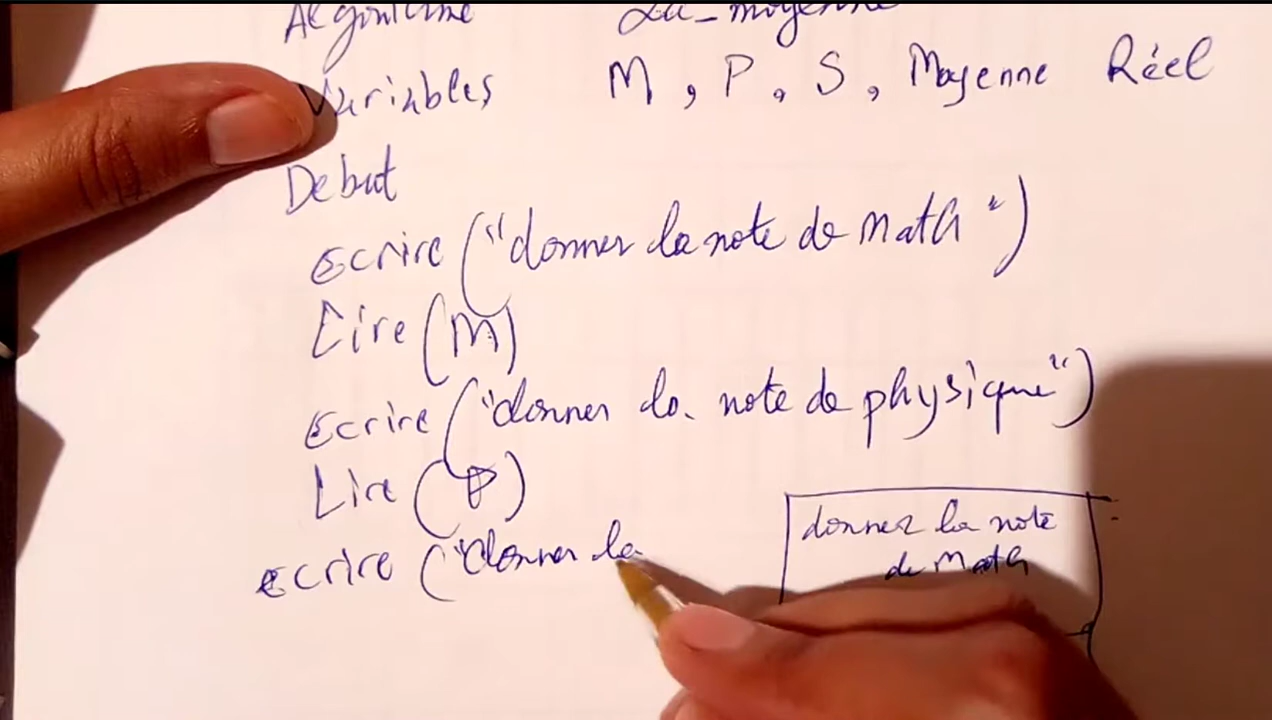 Algorithme La_moyenne
Variables M, P, S, Moyenne Réel
Debut
Ecrire ("donner la note de Math")
Lire (M)
Ecrire ("donner la note de physique")
Lire (P)
ecrire ("donner la
donner la note
de Math